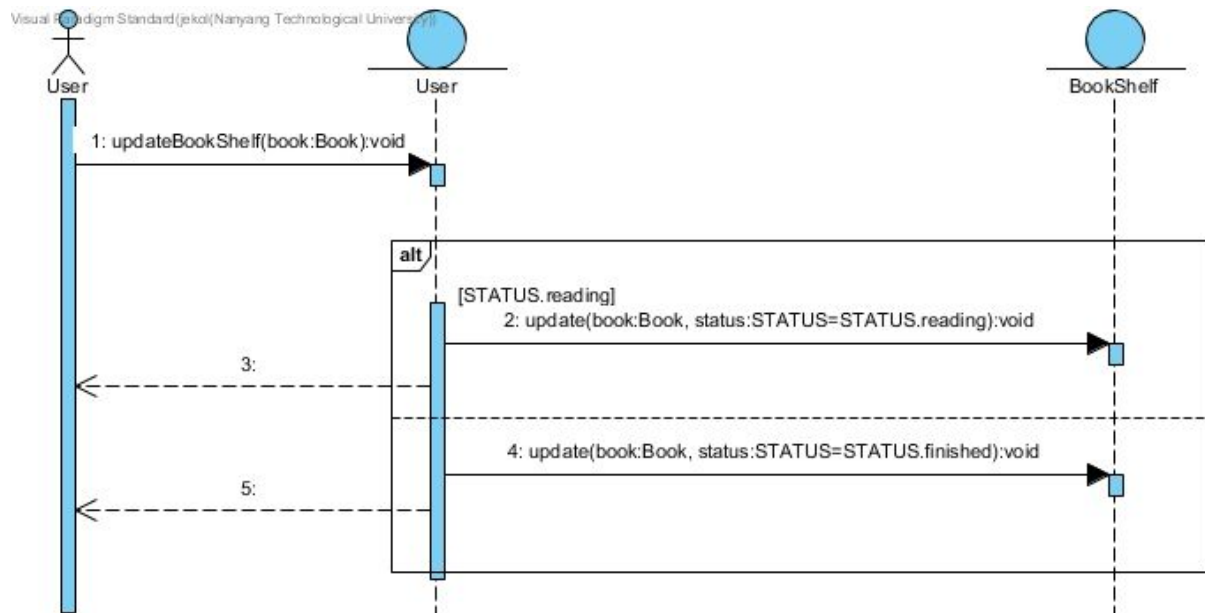 Visual Paradigm Standard(jekol(Nanyang Technological University))
User
User
BookShelf
1: updateBookShelf(book:Book):void
alt
[STATUS.reading]
2: update(book:Book, status:STATUS=STATUS.reading):void
3:
4: update(book:Book, status:STATUS=STATUS.finished):void
5: